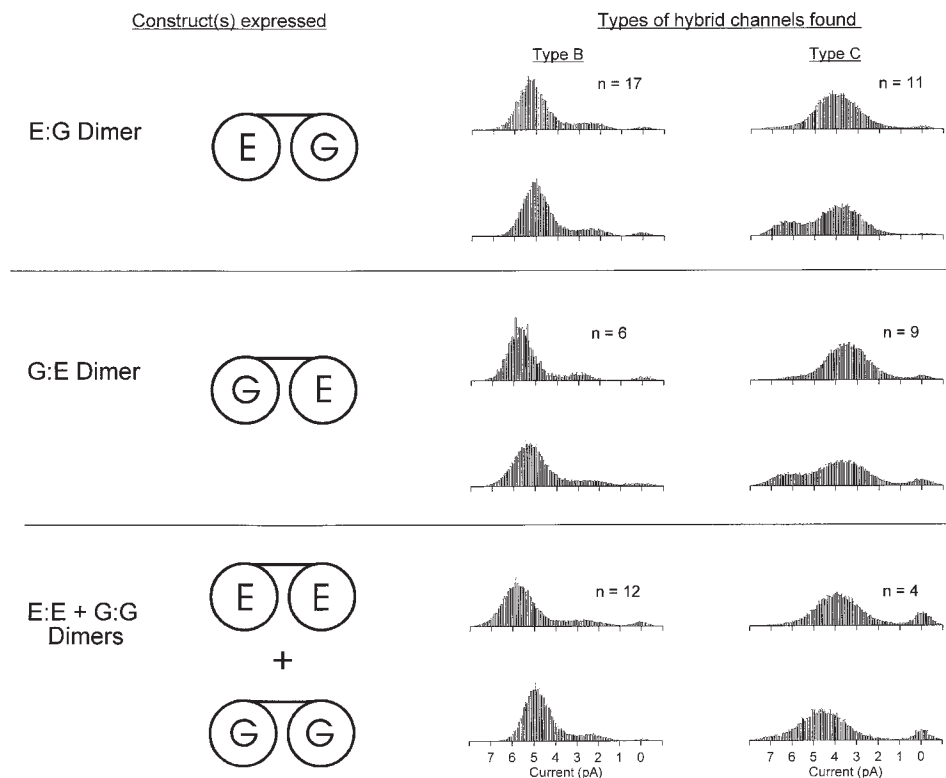 Construct(s) expressed
Types of hybrid channels found
Type B
Type C
E:G Dimer
E G
n = 17
n = 11
G:E Dimer
G E
n = 6
n = 9
E:E + G:G
Dimers
E E
+
G G
n = 12
n = 4
7 6 5 4 3 2 1 0
Current (pA)
7 6 5 4 3 2 1 0
Current (pA)